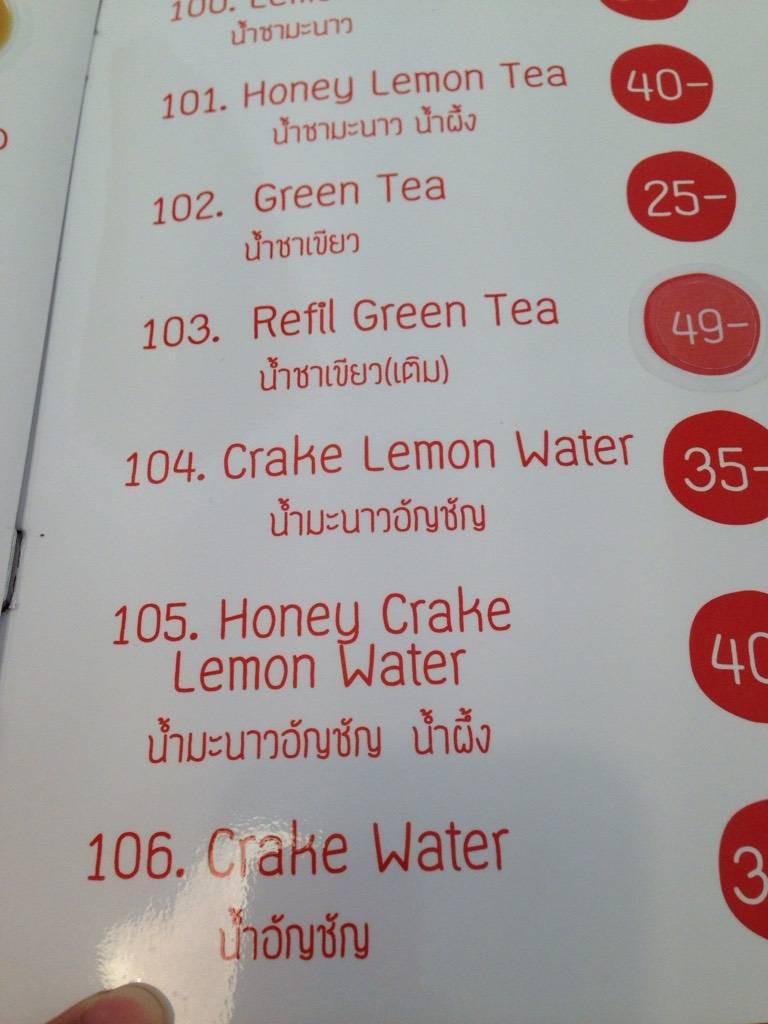 100.
น้ำชามะนาว
101. Honey Lemon Tea 40-
น้ำชามะนาว น้ำผึ้ง
102. Green Tea 25-
น้ำชาเขียว
103. Refil Green Tea 49-
น้ำชาเขียว(เติม)
104. Crake Lemon Water 35-
น้ำมะนาวอัญชัญ
105. Honey Crake
Lemon Water 40
น้ำมะนาวอัญชัญ น้ำผึ้ง
106. Crake Water 3
น้ำอัญชัญ